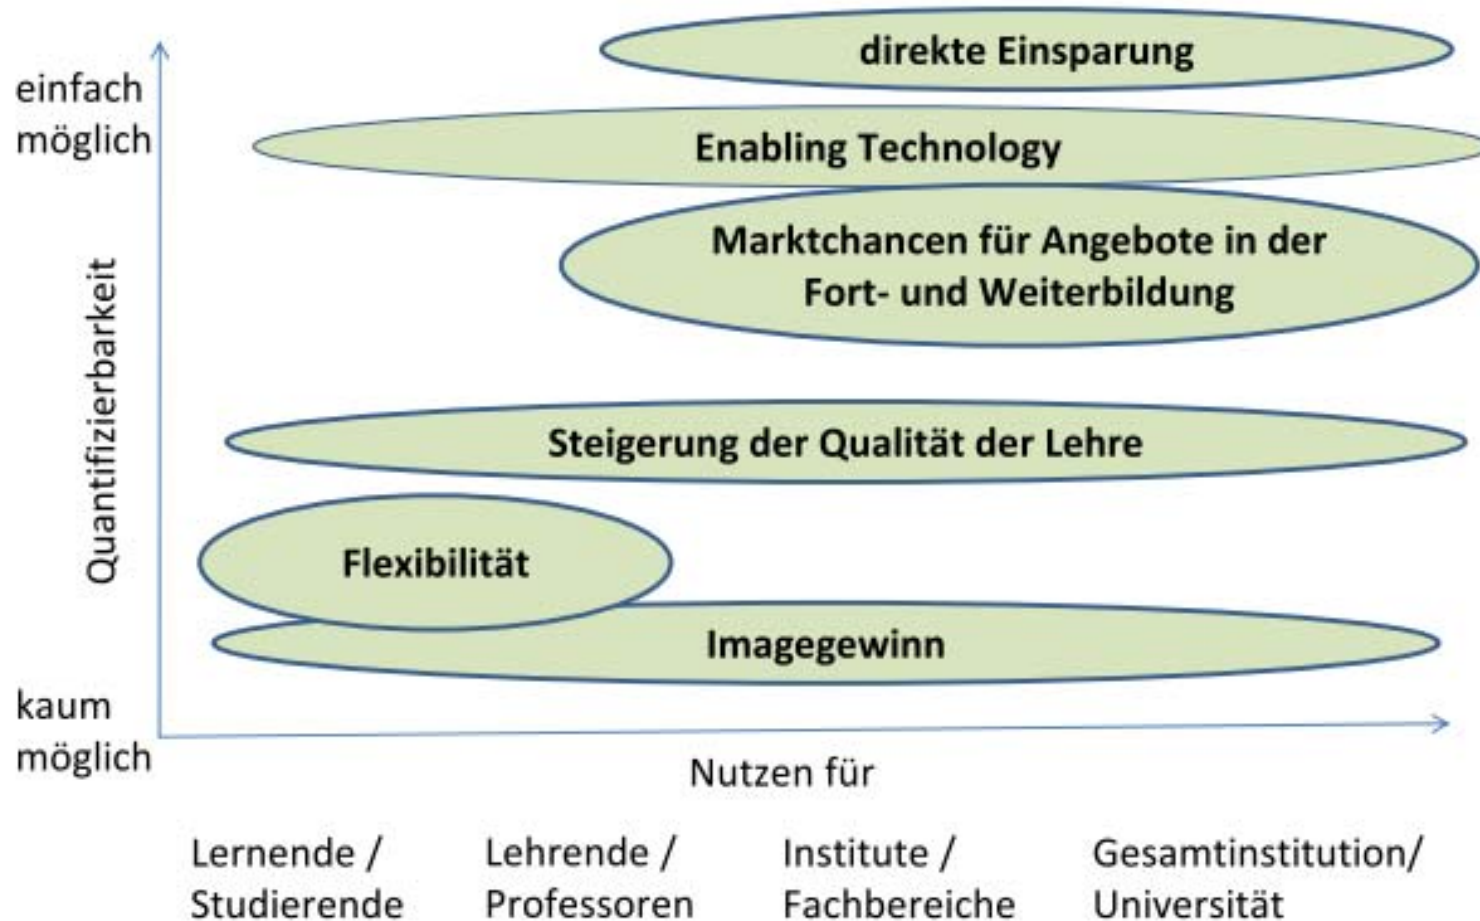 direkte Einsparung
einfach
möglich
Enabling Technology
Marktchancen für Angebote in der
Fort- und Weiterbildung
Quantifizierbarkeit
Steigerung der Qualität der Lehre
Flexibilität
Imagegewinn
kaum
möglich
Nutzen für
Lernende /
Studierende
Lehrende /
Professoren
Institute /
Fachbereiche
Gesamtinstitution/
Universität